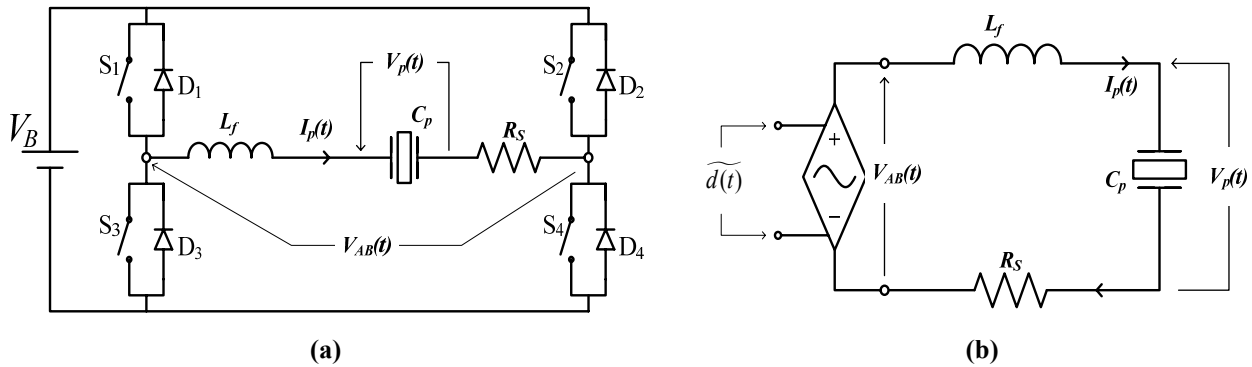 V_B
S_1
D_1
S_3
D_3
L_f
I_p(t)
V_p(t)
C_p
R_S
V_AB(t)
S_2
D_2
S_4
D_4
(a)
d(t)
+
−
V_AB(t)
L_f
I_p(t)
C_p
V_p(t)
R_S
(b)